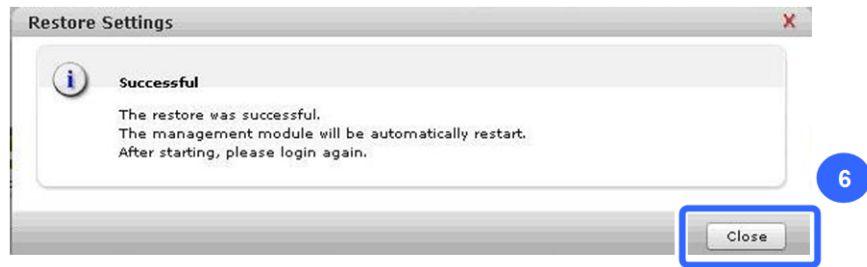 Restore Settings
X
i
Successful
The restore was successful.
The management module will be automatically restart.
After starting, please login again.
6
Close